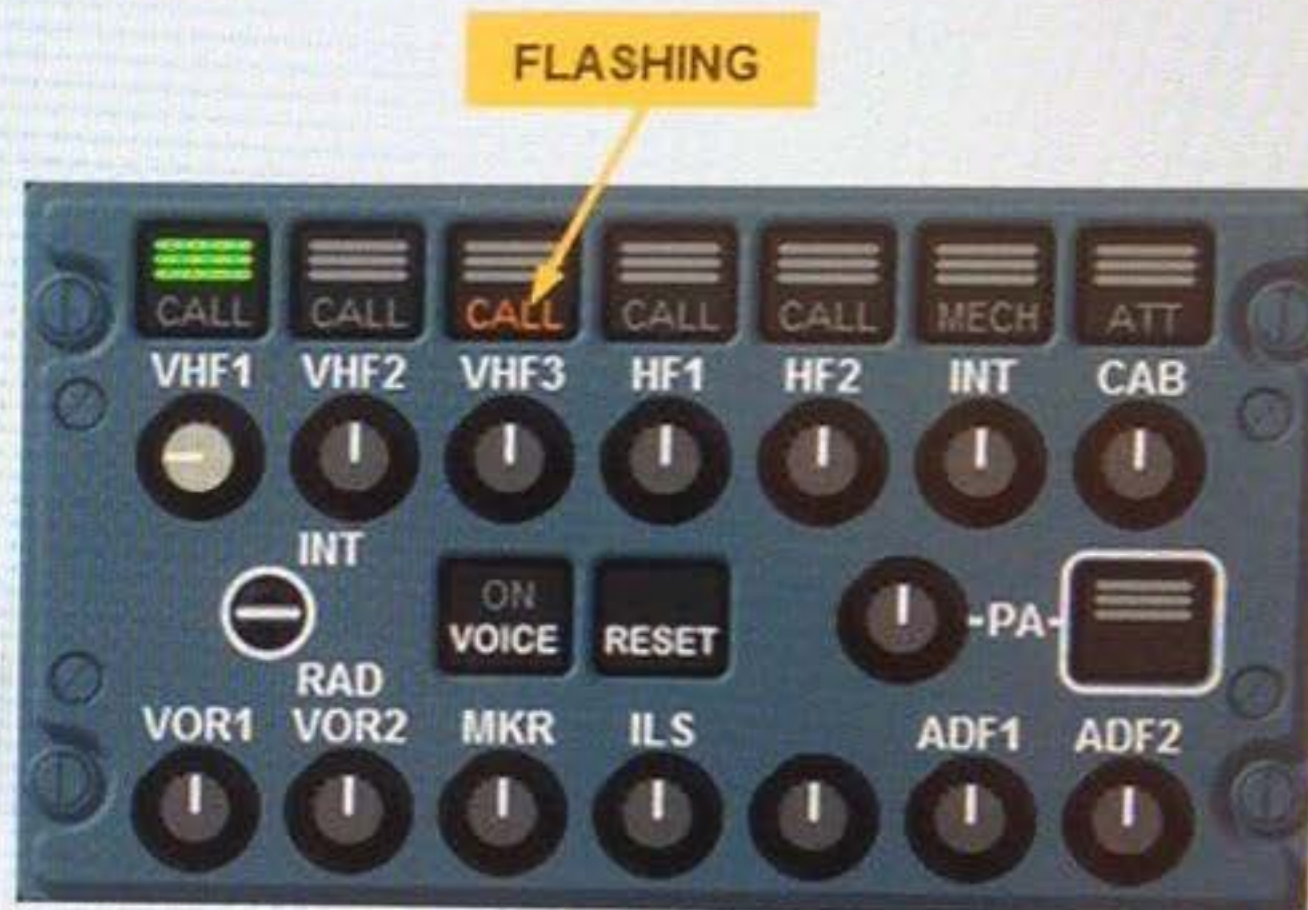 FLASHING
CALL CALL CALL CALL CALL MECH ATT
VHF1 VHF2 VHF3 HF1 HF2 INT CAB
INT
ON
VOICE RESET -PA-
RAD
VOR1 VOR2 MKR ILS ADF1 ADF2